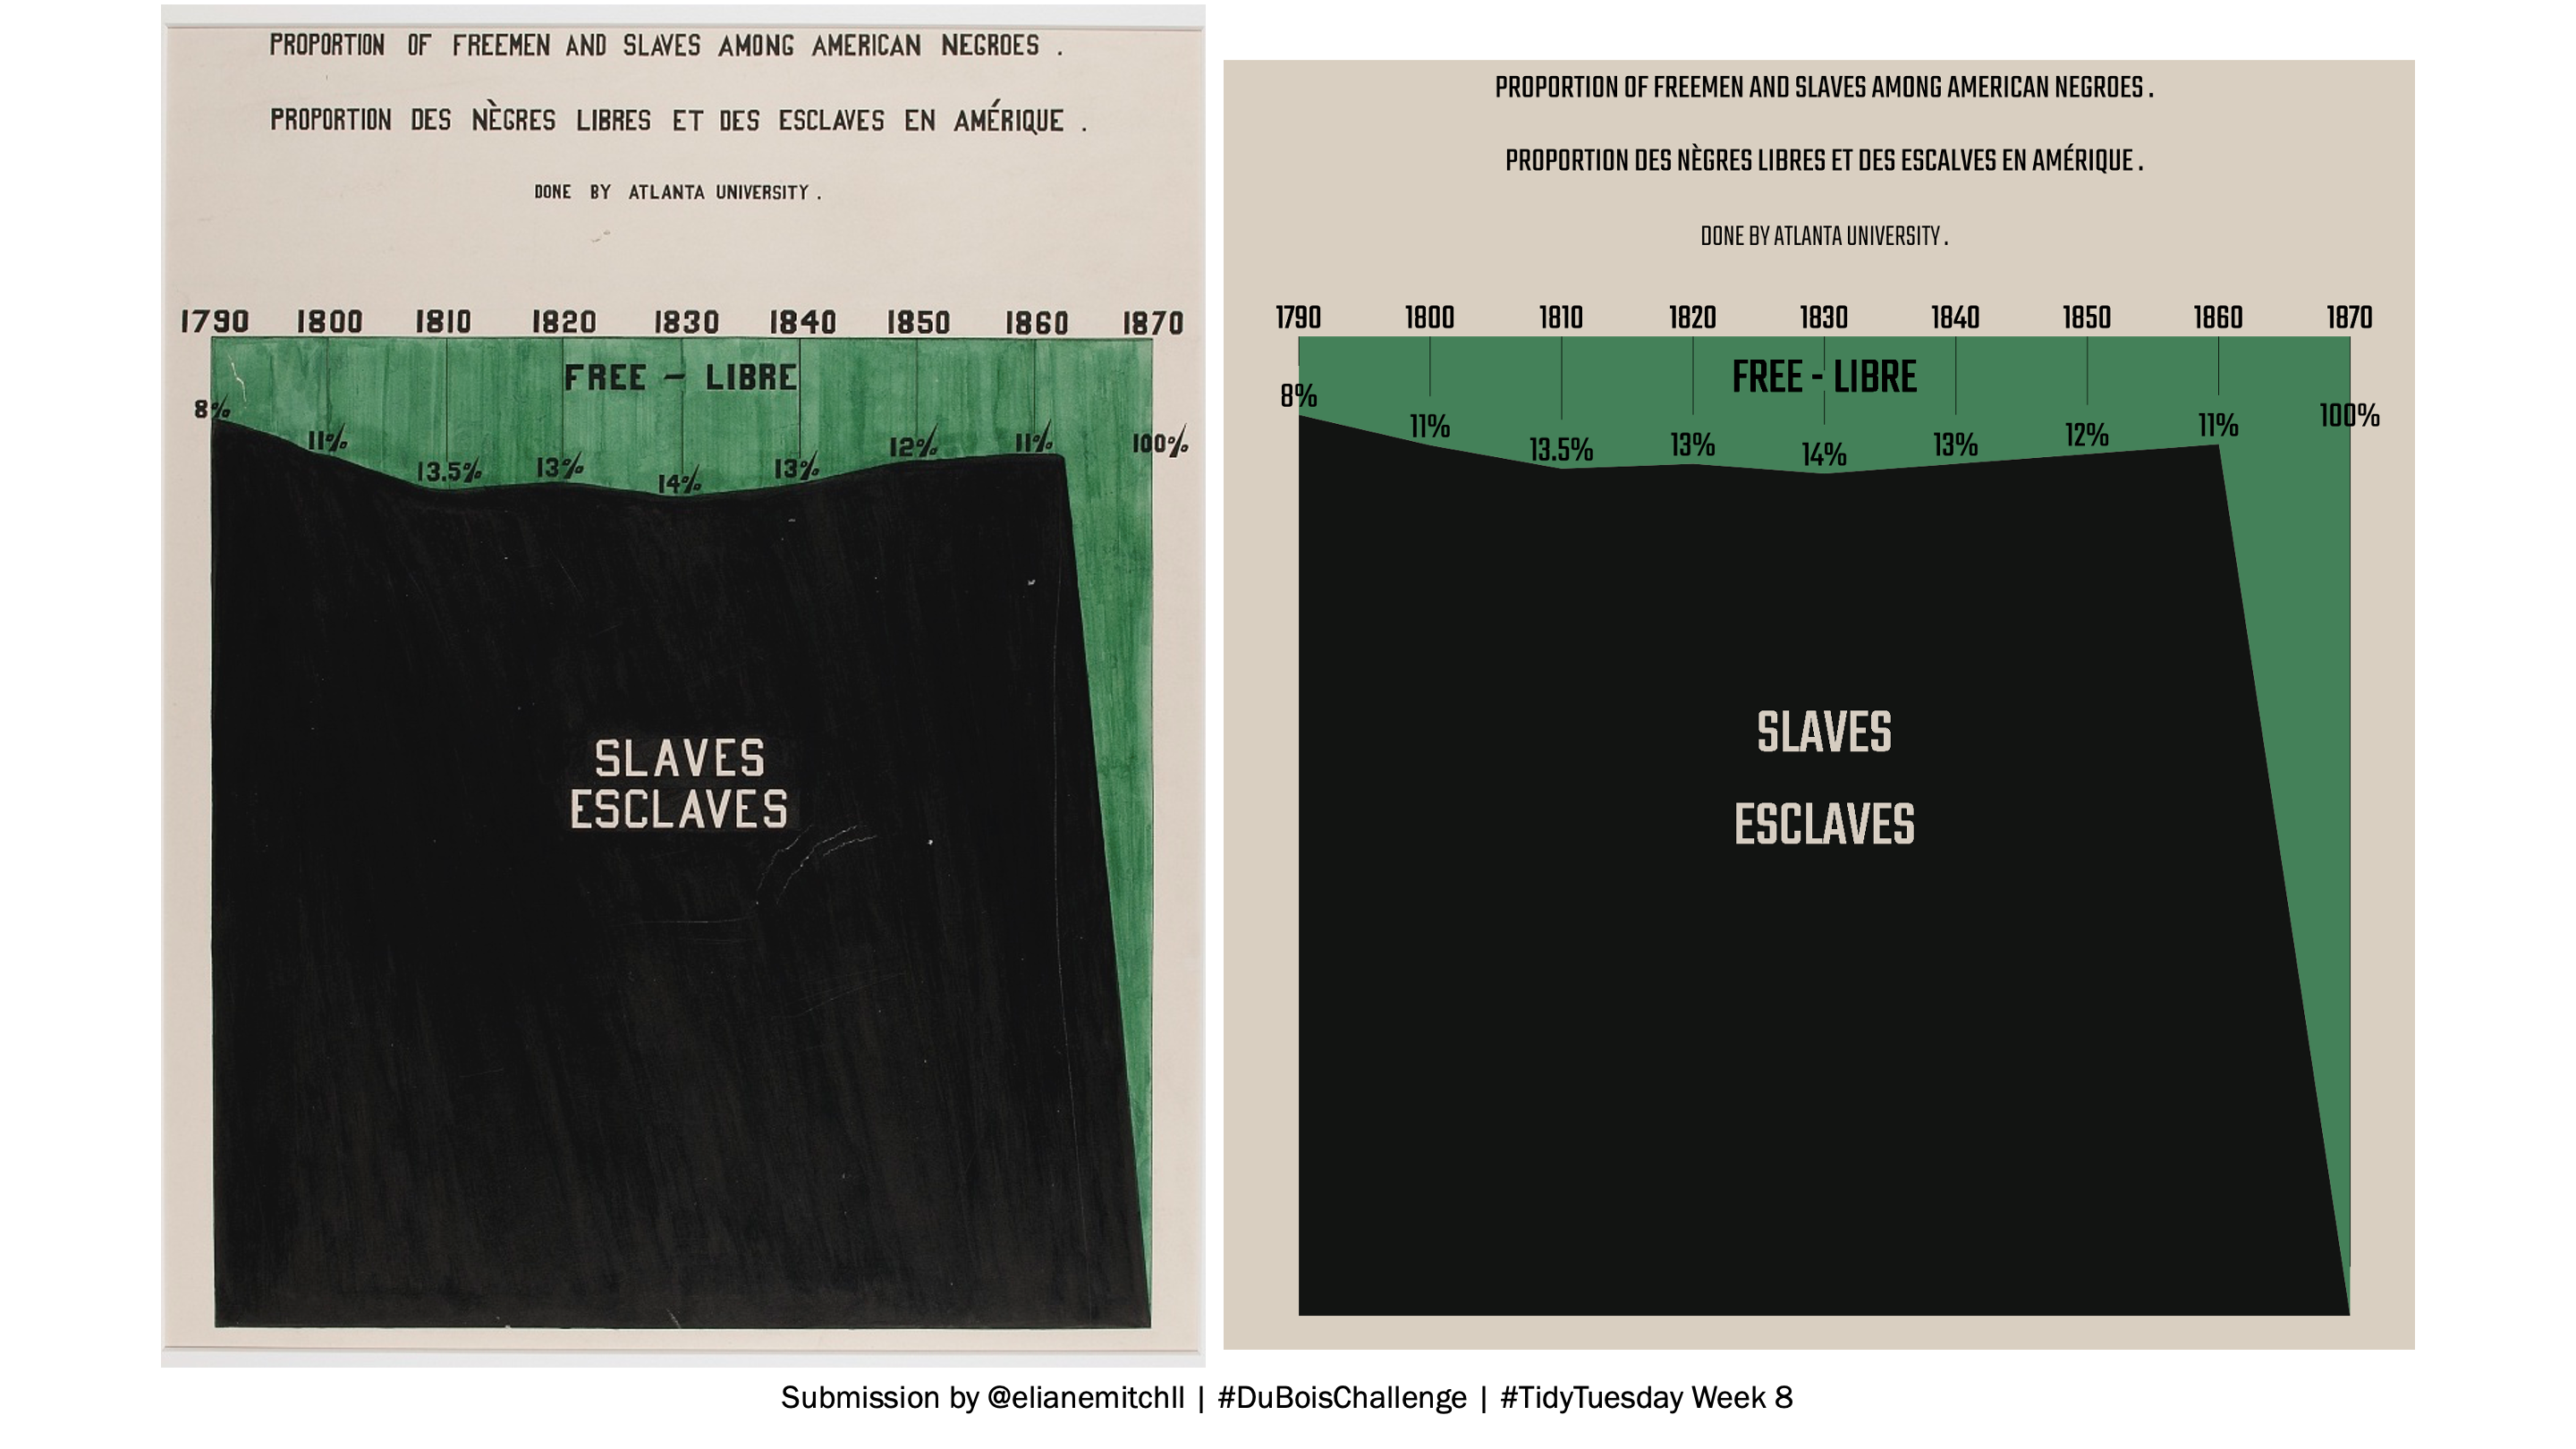 PROPORTION OF FREEMEN AND SLAVES AMONG AMERICAN NEGROES .
PROPORTION DES NÈGRES LIBRES ET DES ESCLAVES EN AMÉRIQUE .
DONE BY ATLANTA UNIVERSITY .
1790 1800 1810 1820 1830 1840 1850 1860 1870
FREE - LIBRE
8% 11% 13.5% 13% 14% 13% 12% 11% 100%
SLAVES
ESCLAVES
PROPORTION OF FREEMEN AND SLAVES AMONG AMERICAN NEGROES .
PROPORTION DES NÈGRES LIBRES ET DES ESCALVES EN AMÉRIQUE .
DONE BY ATLANTA UNIVERSITY .
1790 1800 1810 1820 1830 1840 1850 1860 1870
FREE - LIBRE
8% 11% 13.5% 13% 14% 13% 12% 11% 100%
SLAVES
ESCLAVES
Submission by @elianemitchll | #DuBoisChallenge | #TidyTuesday Week 8